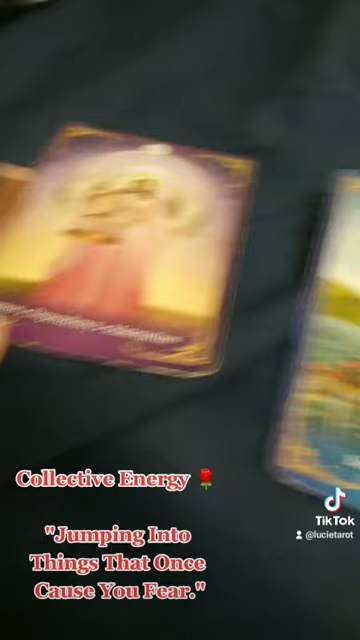 Collective Energy 🌹
"Jumping Into
Things That Once
Cause You Fear."
TikTok
@lucietarot